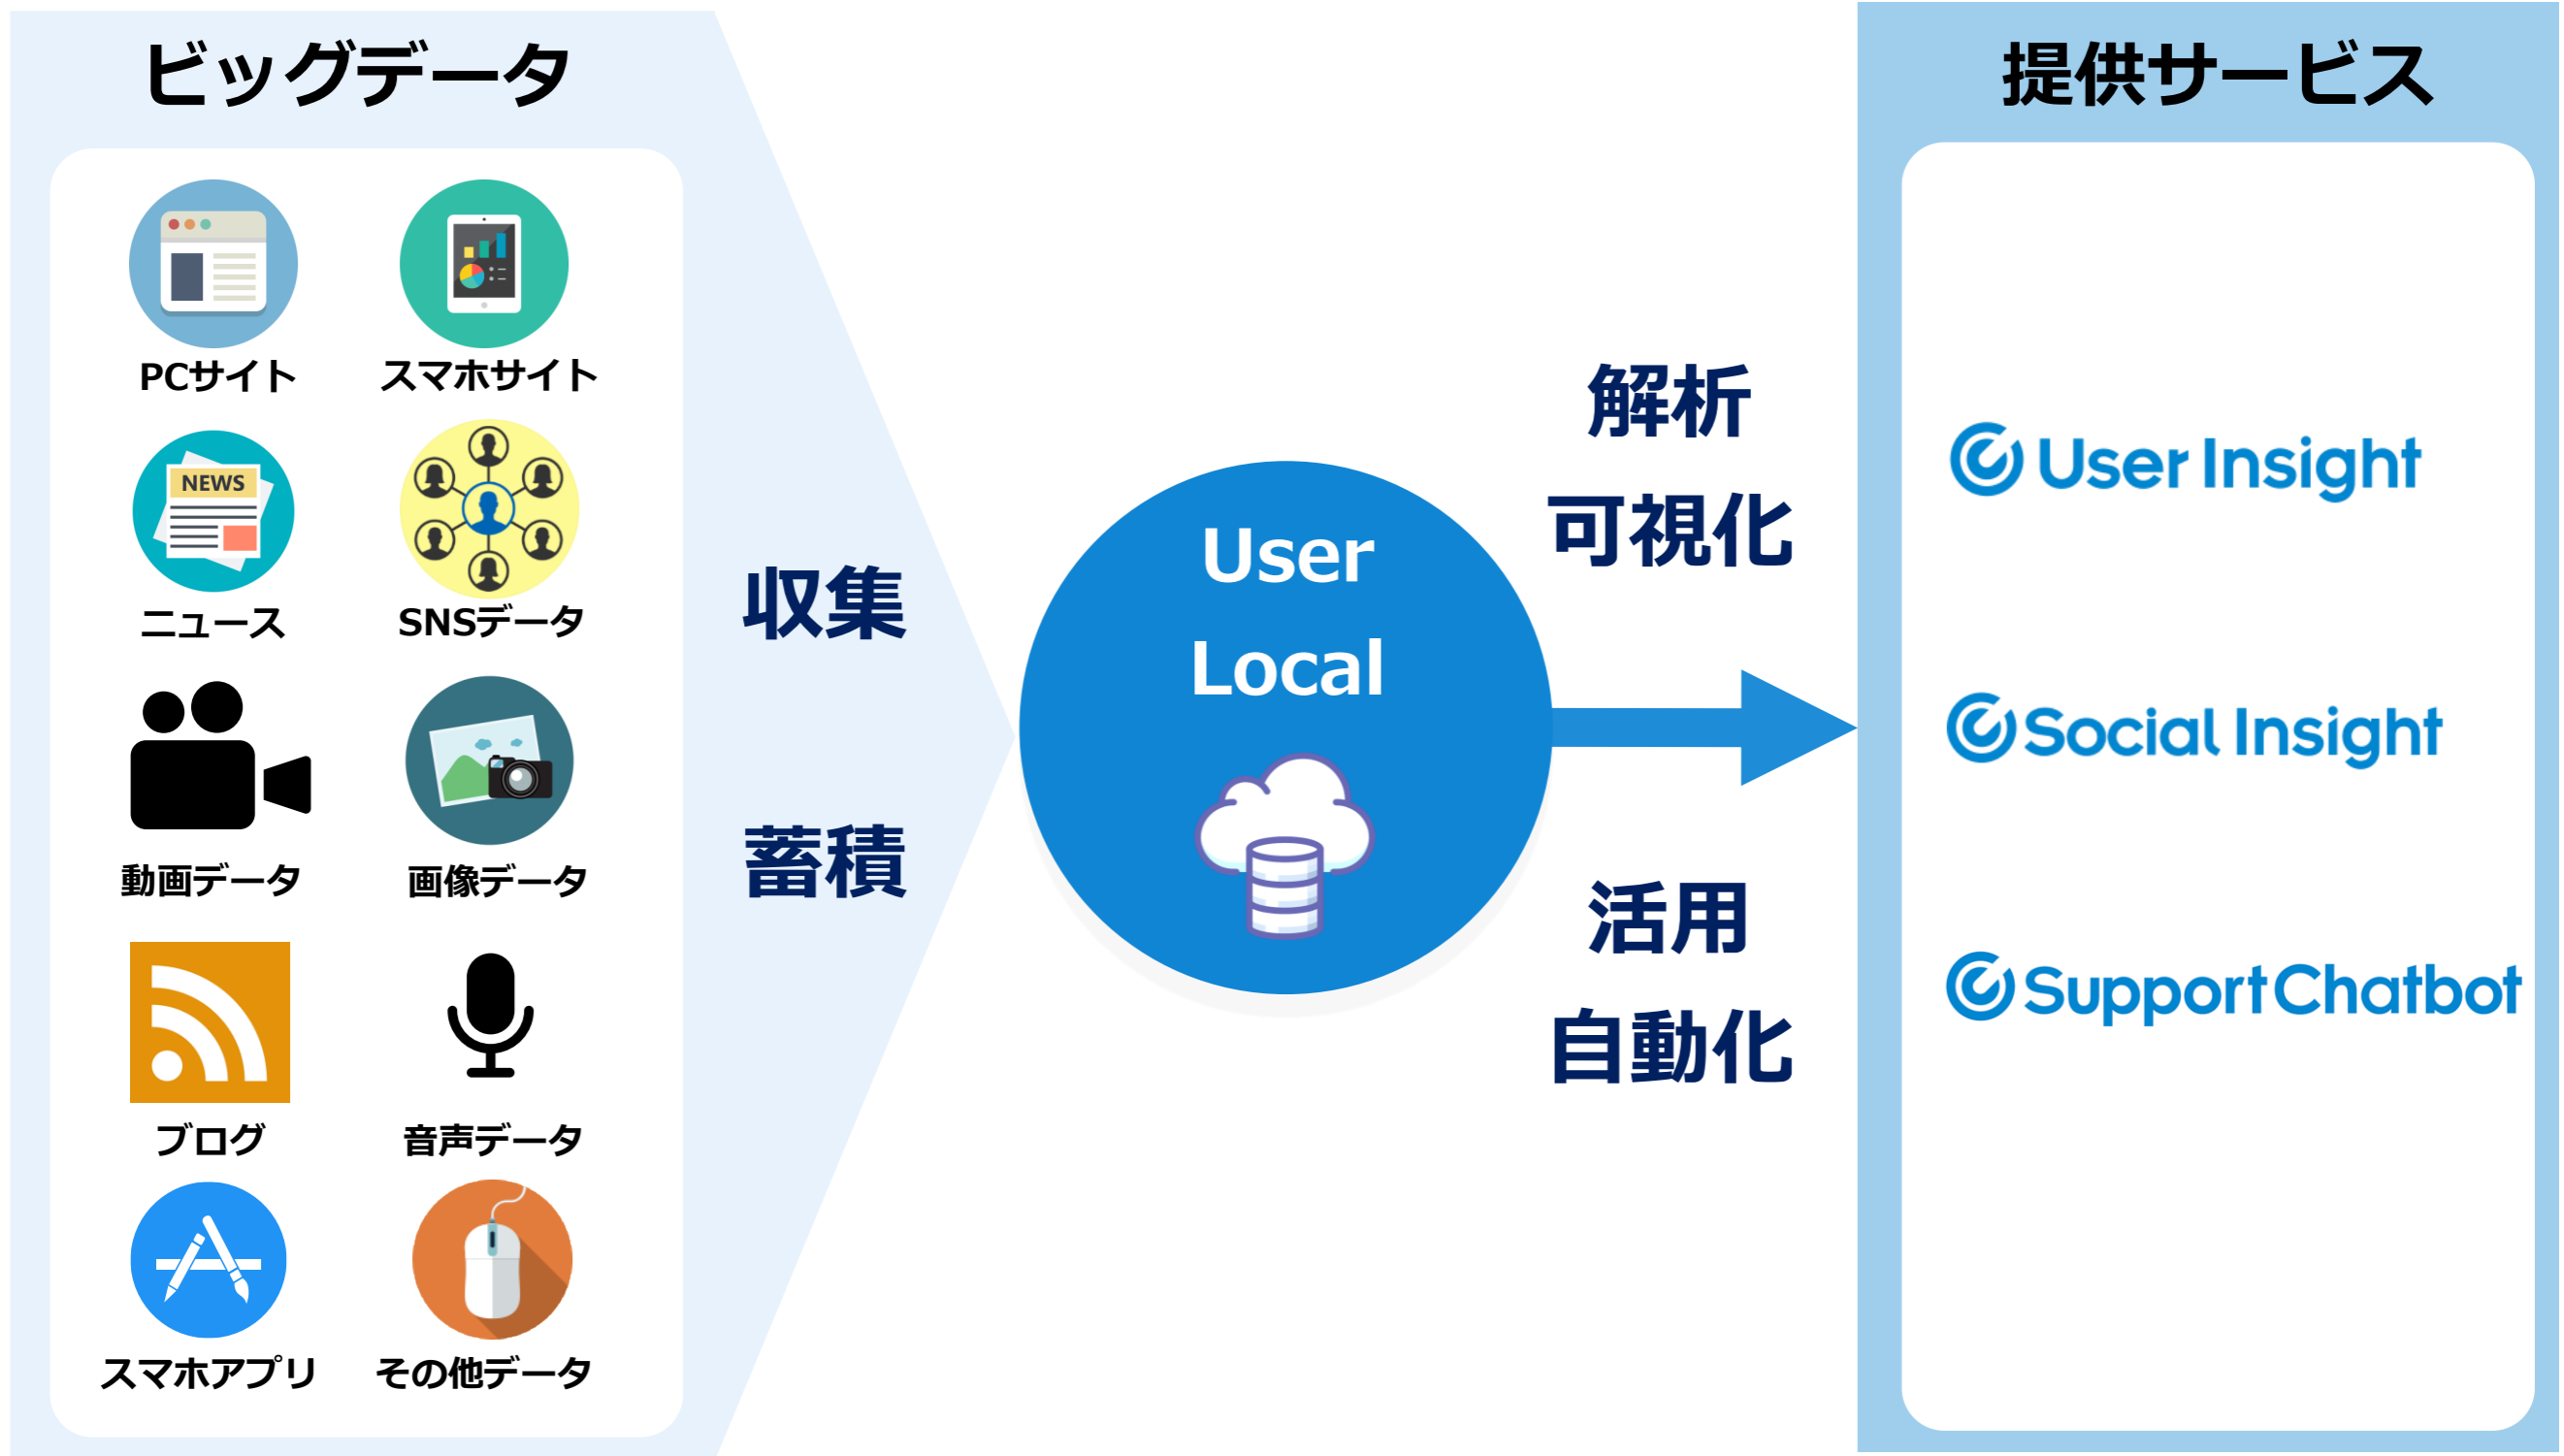 ビッグデータ
PCサイト
スマホサイト
NEWS
ニュース
SNSデータ
動画データ
画像データ
ブログ
音声データ
スマホアプリ
その他データ
収集
蓄積
User
Local
解析
可視化
活用
自動化
提供サービス
User Insight
Social Insight
Support Chatbot